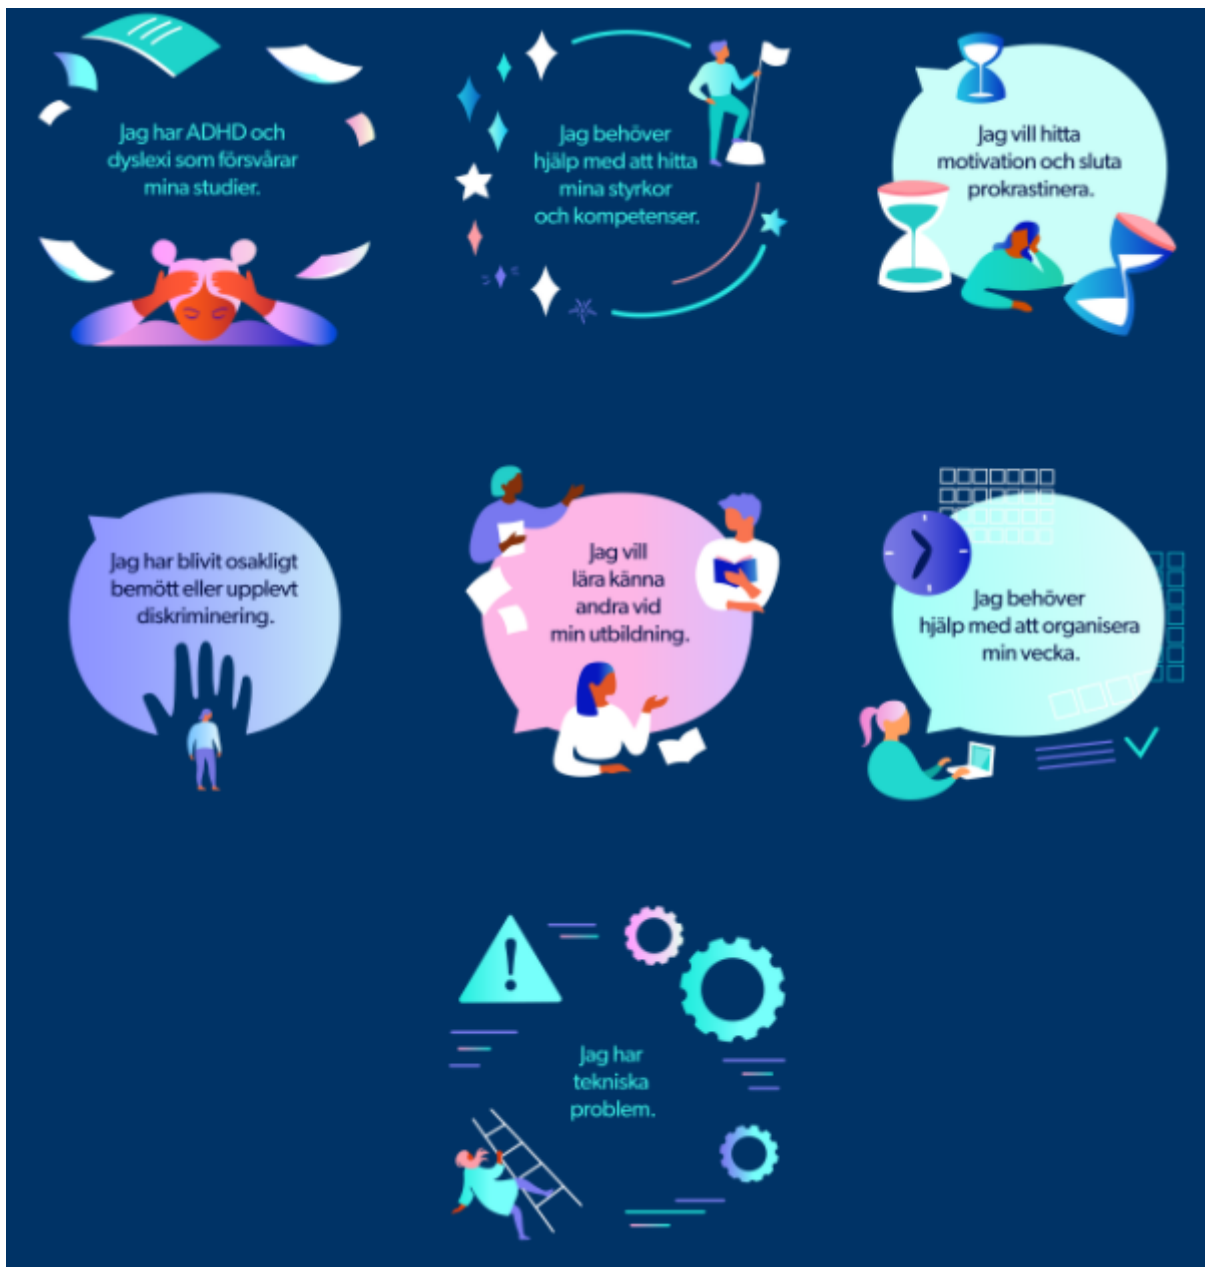 Jag har ADHD och
dyslexi som försvårar
mina studier.
Jag behöver
hjälp med att hitta
mina styrkor
och kompetenser.
Jag vill hitta
motivation och sluta
prokrastinera.
Jag har blivit osakligt
bemött eller upplevt
diskriminering.
Jag vill
lära känna
andra vid
min utbildning.
Jag behöver
hjälp med att organisera
min vecka.
Jag har
tekniska
problem.